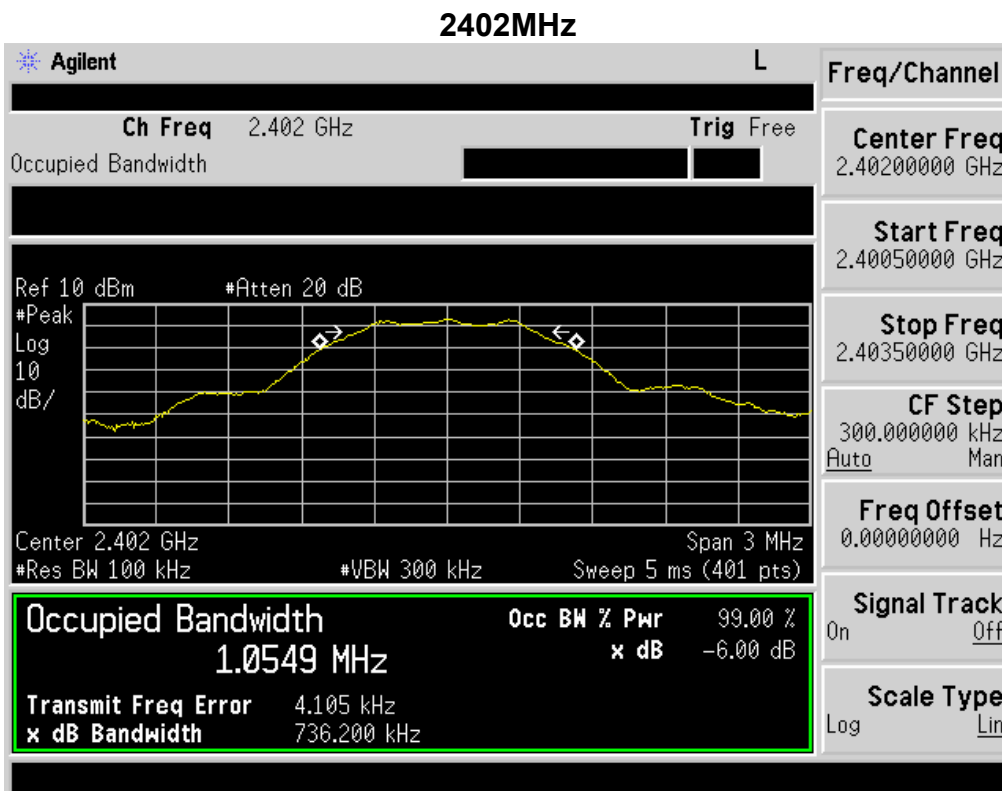 2402MHz
Agilent L
Ch Freq 2.402 GHz Trig Free
Occupied Bandwidth
Ref 10 dBm #Atten 20 dB
#Peak
Log
10
dB/
Center 2.402 GHz Span 3 MHz
#Res BW 100 kHz #VBW 300 kHz Sweep 5 ms (401 pts)
Occupied Bandwidth Occ BW % Pwr 99.00 %
1.0549 MHz x dB -6.00 dB
Transmit Freq Error 4.105 kHz
x dB Bandwidth 736.200 kHz
Freq/Channel
Center Freq
2.40200000 GHz
Start Freq
2.40050000 GHz
Stop Freq
2.40350000 GHz
CF Step
300.000000 kHz
Auto Man
Freq Offset
0.00000000 Hz
Signal Track
On Off
Scale Type
Log Lin